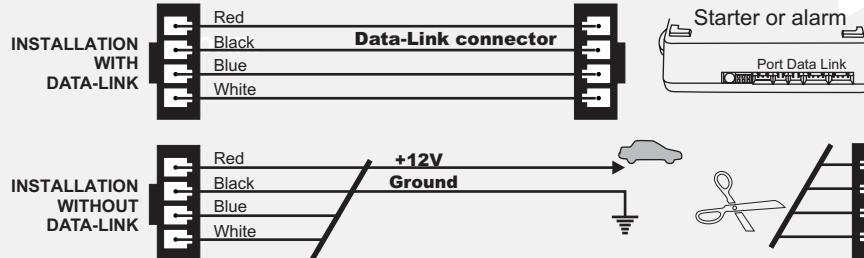 INSTALLATION
WITH
DATA-LINK
Red
Black
Blue
White
Data-Link connector
Starter or alarm
Port Data Link
INSTALLATION
WITHOUT
DATA-LINK
Red
Black
Blue
White
+12V
Ground